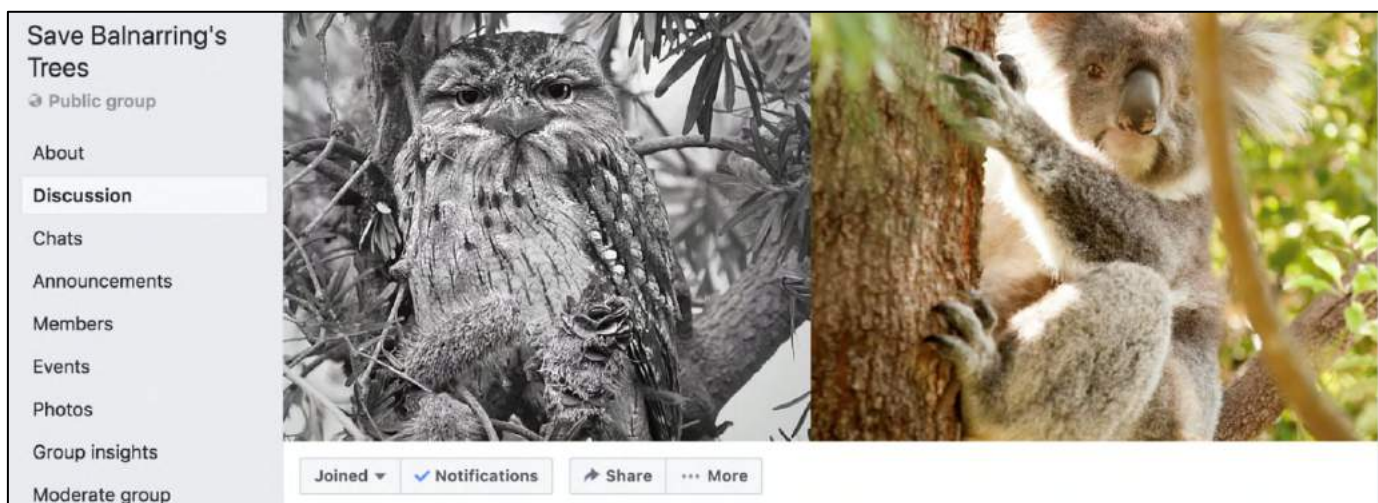 Save Balnarring's
Trees
Public group
About
Discussion
Chats
Announcements
Members
Events
Photos
Group insights
Moderate group
Joined
Notifications
Share
More